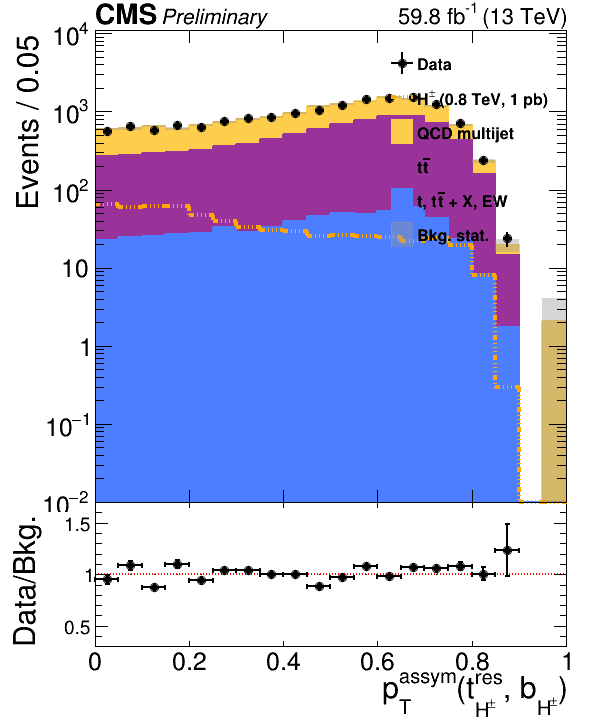 CMS Preliminary 59.8 fb⁻¹ (13 TeV)
Events / 0.05
10⁴
10³
10²
10
1
10⁻¹
10⁻²
Data
H± (0.8 TeV, 1 pb)
QCD multijet
tt̅
t, tt̅ + X, EW
Bkg. stat.
Data/Bkg.
1.5
1
0.5
0 0.2 0.4 0.6 0.8 1
p_T^assym(t_H±^res, b_H±)